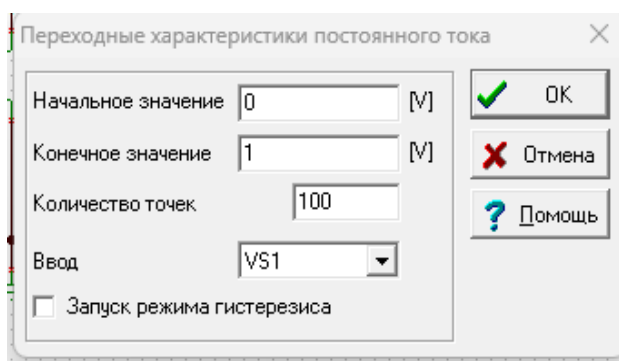 Переходные характеристики постоянного тока
Начальное значение 0 [V]
Конечное значение 1 [V]
Количество точек 100
Ввод VS1
Запуск режима гистерезиса
OK
Отмена
Помощь